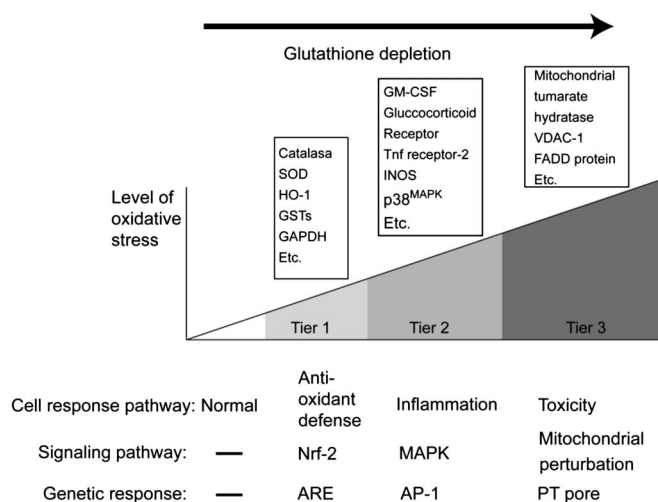 Glutathione depletion
Mitochondrial
tumarate
hydratase
VDAC-1
FADD protein
Etc.
GM-CSF
Gluccocorticoid
Receptor
Tnf receptor-2
INOS
p38MAPK
Etc.
Catalasa
SOD
HO-1
GSTs
GAPDH
Etc.
Level of
oxidative
stress
Tier 1 Tier 2 Tier 3
Cell response pathway: Normal Anti-
oxidant
defense Inflammation Toxicity
Signaling pathway: — Nrf-2 MAPK Mitochondrial
perturbation
Genetic response: — ARE AP-1 PT pore